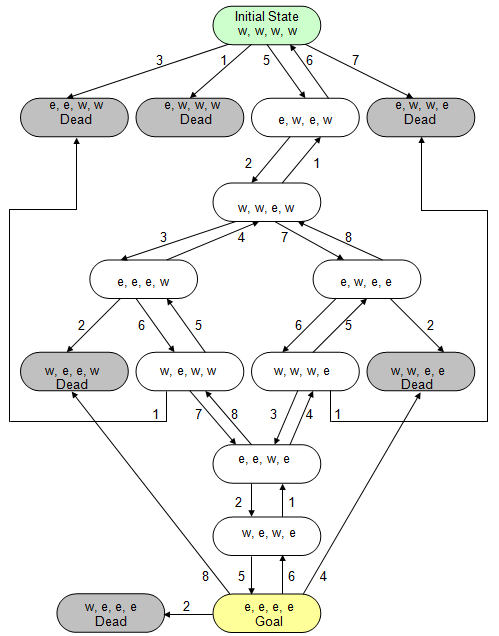 Initial State
w, w, w, w
3
1
5
6
7
e, e, w, w
Dead
e, w, w, w
Dead
e, w, e, w
e, w, w, e
Dead
2
1
w, w, e, w
3
4
7
8
e, e, e, w
e, w, e, e
2
6
5
6
5
2
w, e, e, w
Dead
w, e, w, w
w, w, w, e
w, w, e, e
Dead
1
7
8
3
4
1
e, e, w, e
2
1
w, e, w, e
8
5
6
4
w, e, e, e
Dead
2
e, e, e, e
Goal